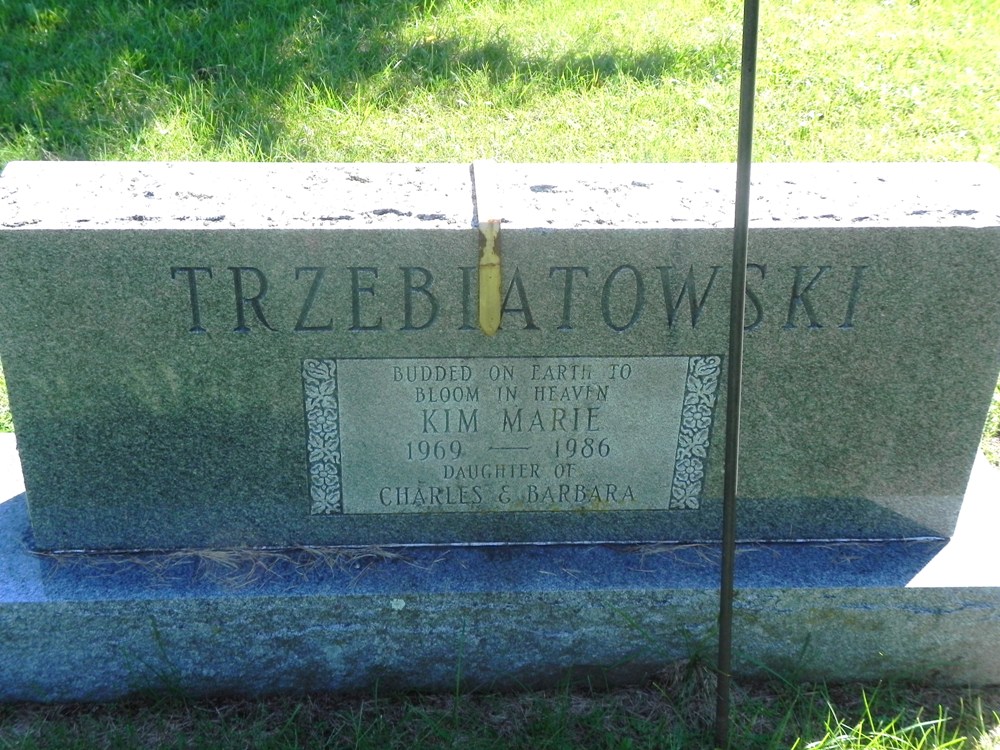 TRZEBIATOWSKI
BUDDED ON EARTH TO
BLOOM IN HEAVEN
KIM MARIE
1969 — 1986
DAUGHTER OF
CHARLES & BARBARA